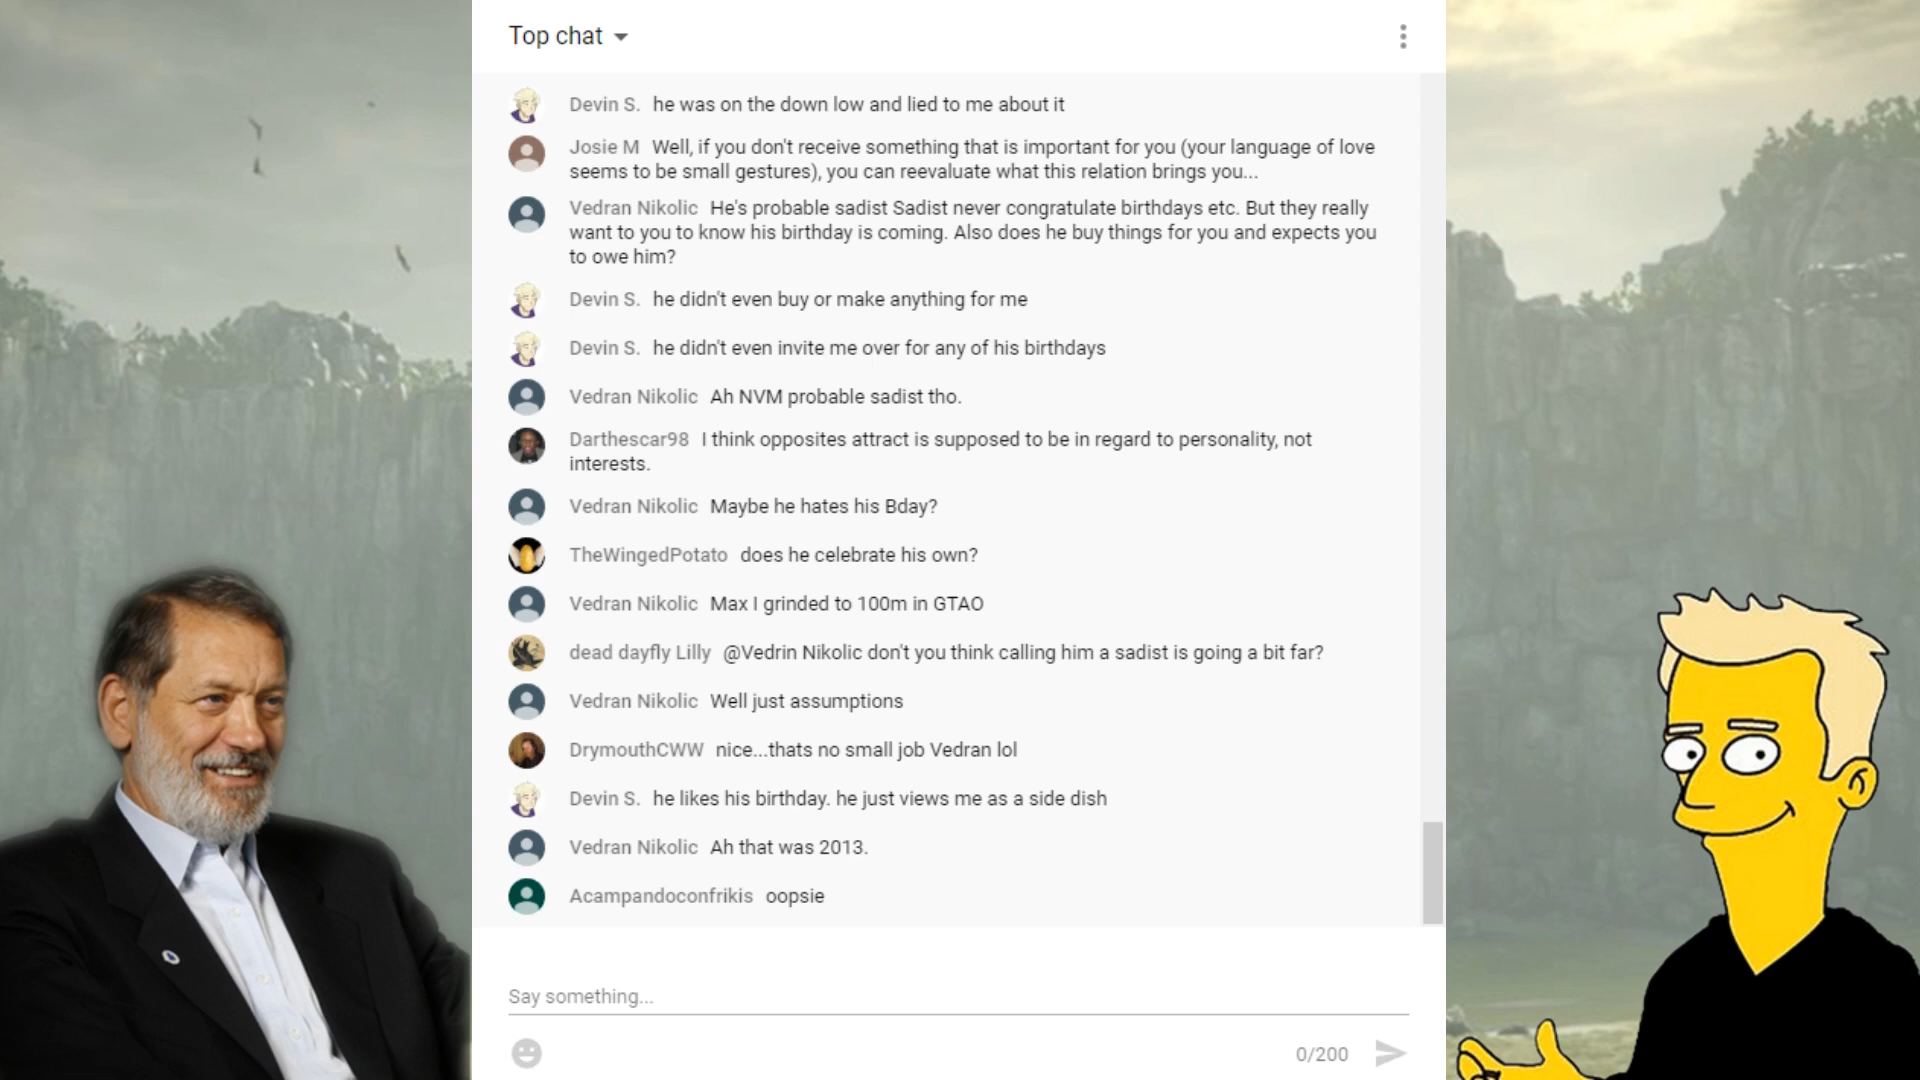 Top chat
Devin S. he was on the down low and lied to me about it
Josie M Well, if you don't receive something that is important for you (your language of love
seems to be small gestures), you can reevaluate what this relation brings you...
Vedran Nikolic He's probable sadist Sadist never congratulate birthdays etc. But they really
want to you to know his birthday is coming. Also does he buy things for you and expects you
to owe him?
Devin S. he didn't even buy or make anything for me
Devin S. he didn't even invite me over for any of his birthdays
Vedran Nikolic Ah NVM probable sadist tho.
Darthescar98 I think opposites attract is supposed to be in regard to personality, not
interests.
Vedran Nikolic Maybe he hates his Bday?
TheWingedPotato does he celebrate his own?
Vedran Nikolic Max I grinded to 100m in GTAO
dead dayfly Lilly @Vedrin Nikolic don't you think calling him a sadist is going a bit far?
Vedran Nikolic Well just assumptions
DrymouthCWW nice...thats no small job Vedran lol
Devin S. he likes his birthday. he just views me as a side dish
Vedran Nikolic Ah that was 2013.
Acampandoconfrikis oopsie
Say something...
0/200